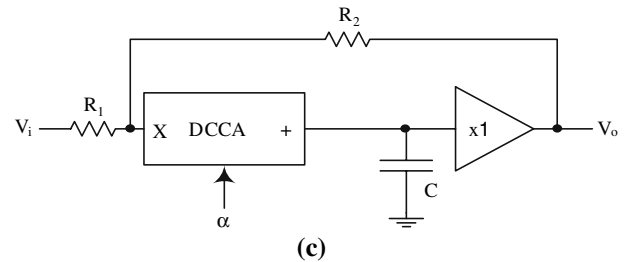 R₂
R₁
Vᵢ
X DCCA +
x1
Vₒ
C
α
(c)